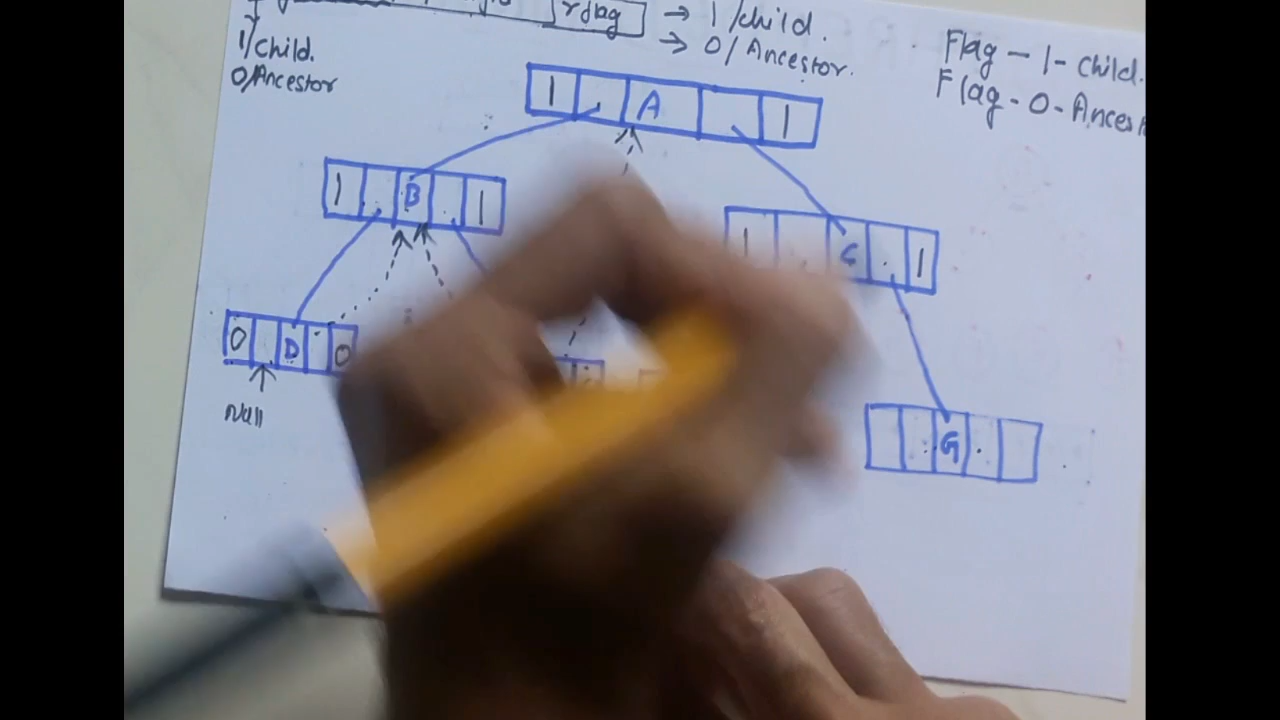 rflag → 1/child.
→ 0/Ancestor.
1/Child.
0/Ancestor
Flag - 1 - Child.
Flag - 0 - Ancest
1 A 1
1 B 1
1 C . 1
0 D 0
Null
G